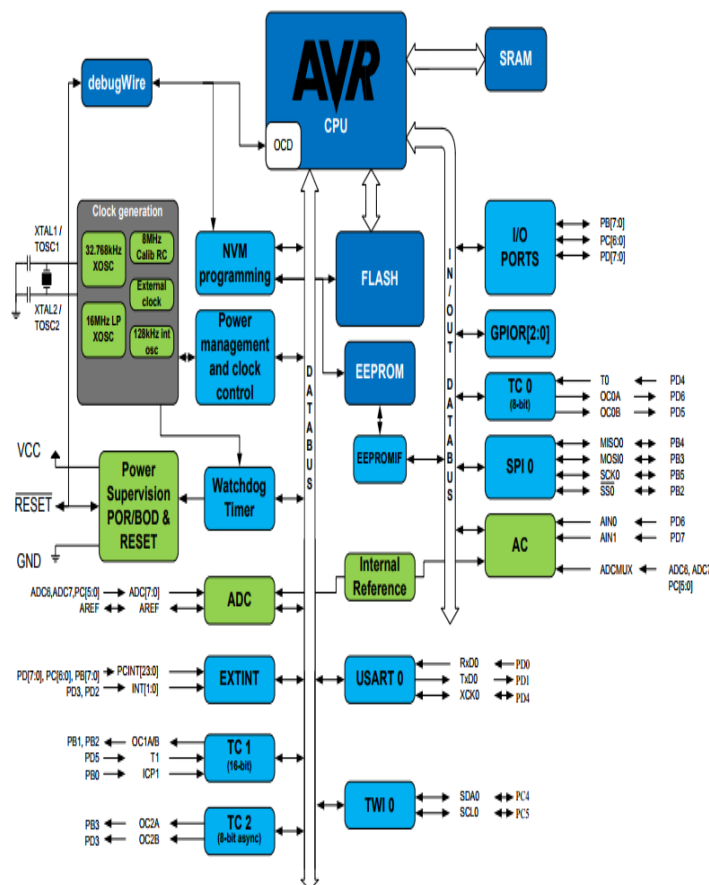 AVR
CPU
OCD
SRAM
debugWire
Clock generation
XTAL1 /
TOSC1
32.768kHz
XOSC
8MHz
Calib RC
External
clock
XTAL2 /
TOSC2
16MHz LP
XOSC
128kHz int
osc
NVM
programming
FLASH
I/O
PORTS
PB[7:0]
PC[6:0]
PD[7:0]
IN/OUT DATABUS
GPIOR[2:0]
Power
management
and clock
control
DATABUS
EEPROM
TC 0
(8-bit)
T0 PD4
OC0A PD6
OC0B PD5
EEPROMIF
SPI 0
MISO0 PB4
MOSI0 PB3
SCK0 PB5
SS0 PB2
VCC
RESET
GND
Power
Supervision
POR/BOD &
RESET
Watchdog
Timer
AC
AIN0 PD6
AIN1 PD7
ADCMUX ADC6, ADC7
PC[5:0]
Internal
Reference
ADC6,ADC7,PC[5:0] ADC[7:0]
AREF AREF
ADC
PD[7:0], PC[6:0], PB[7:0] PCINT[23:0]
PD3, PD2 INT[1:0]
EXTINT
USART 0
RxD0 PD0
TxD0 PD1
XCK0 PD4
PB1, PB2 OC1A/B
PD5 T1
PB0 ICP1
TC 1
(16-bit)
TWI 0
SDA0 PC4
SCL0 PC5
PB3 OC2A
PD3 OC2B
TC 2
(8-bit async)